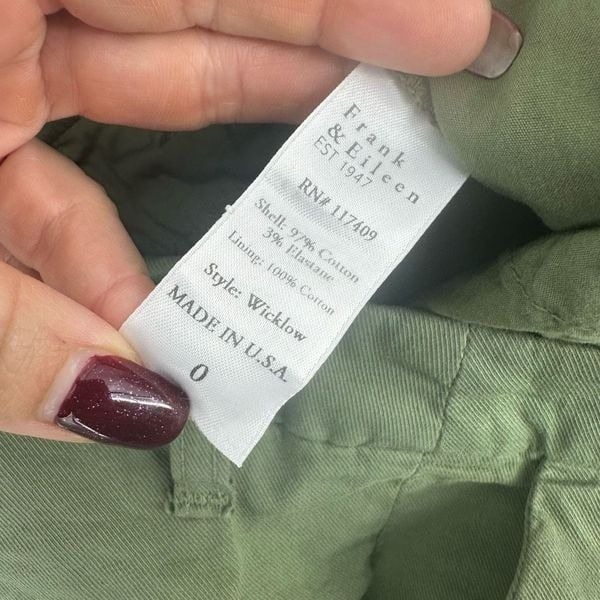 Frank
& Eileen
EST 1947
RN# 117409
Shell: 97% Cotton
3% Elastane
Lining: 100% Cotton
Style: Wicklow
MADE IN U.S.A.
0